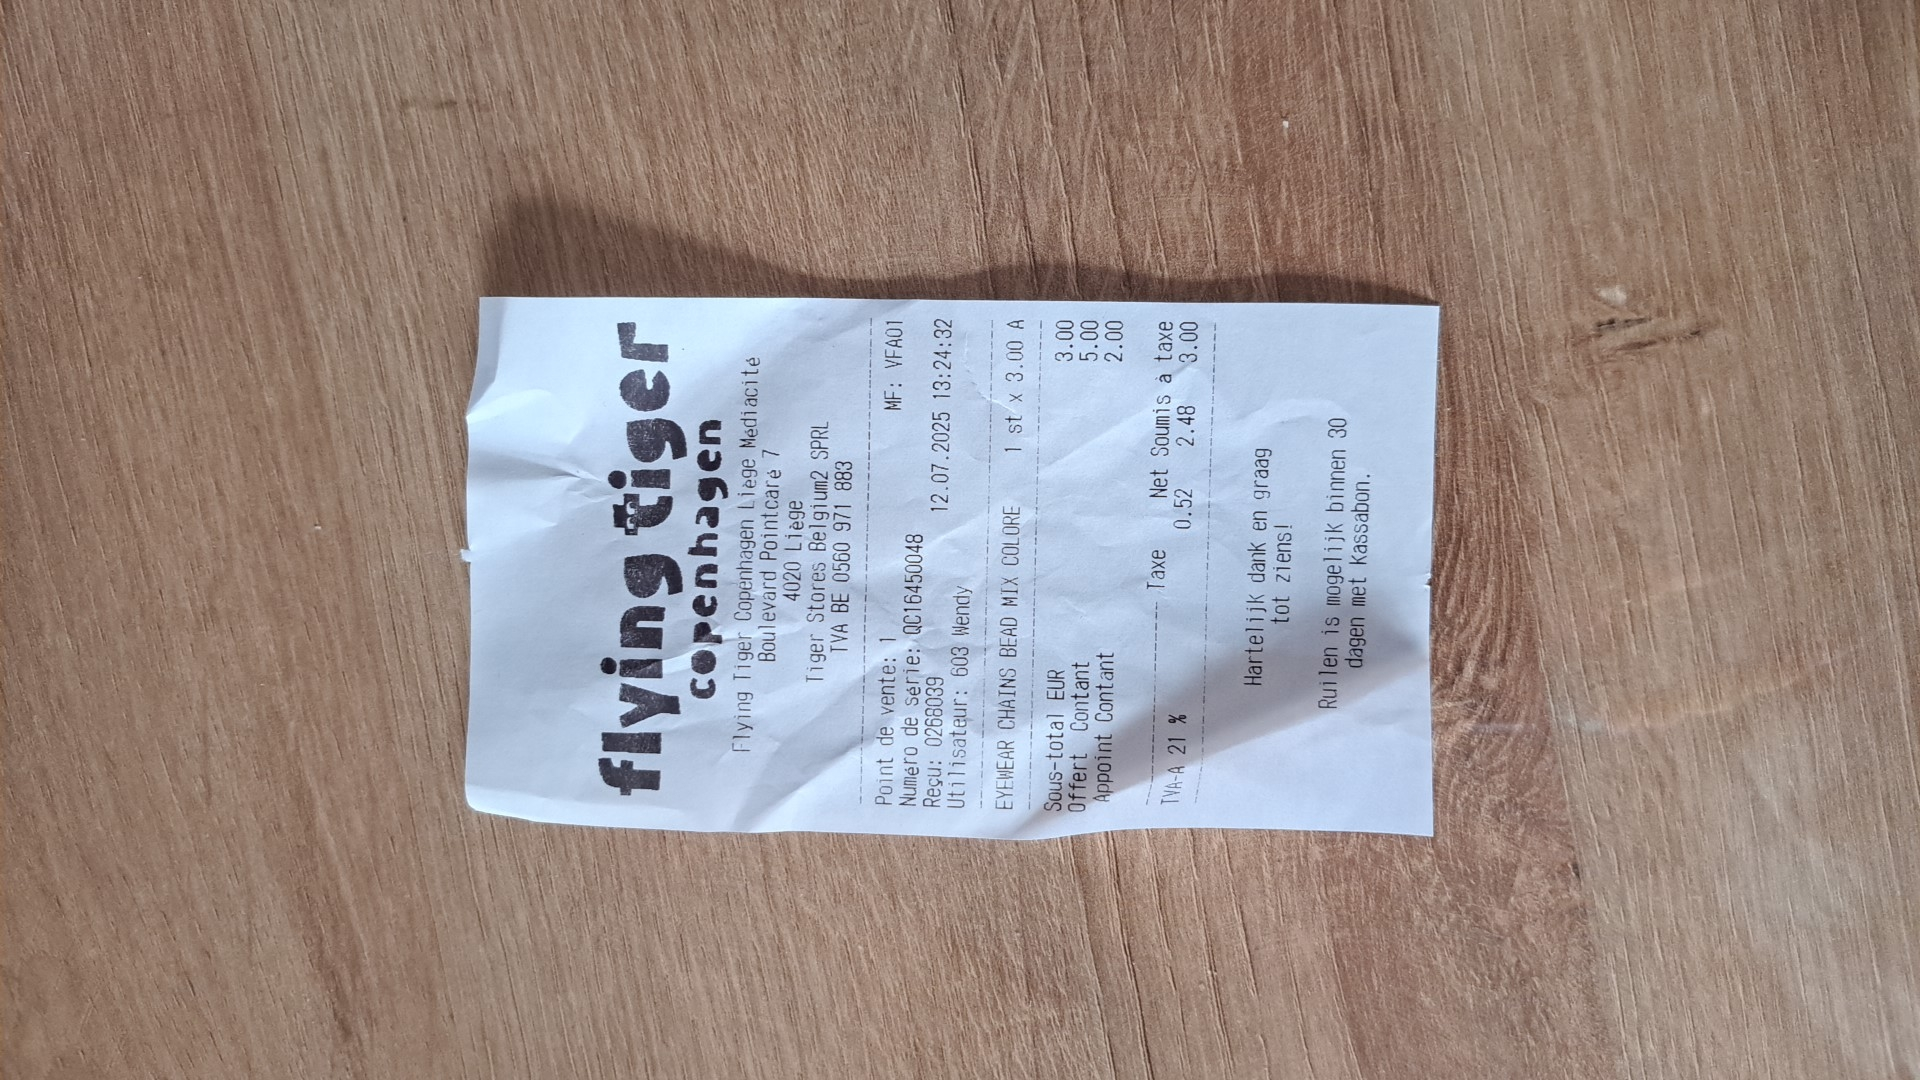 flying tiger
copenhagen
Flying Tiger Copenhagen Liège Médiacité
Boulevard Pointcaré 7
4020 Liège
Tiger Stores Belgium2 SPRL
TVA BE 0560 971 883
Point de vente: 1 MF: VFA01
Numéro de série: QC16450048
Reçu: 0268039 12.07.2025 13:24:32
Utilisateur: 603 Wendy
EYEWEAR CHAINS BEAD MIX COLORE 1 st x 3.00 A
Sous-total EUR 3.00
Offert Contant 5.00
Appoint Contant 2.00
Taxe Net Soumis à taxe
TVA-A 21 % 0.52 2.48 3.00
Hartelijk dank en graag
tot ziens!
Ruilen is mogelijk binnen 30
dagen met kassabon.